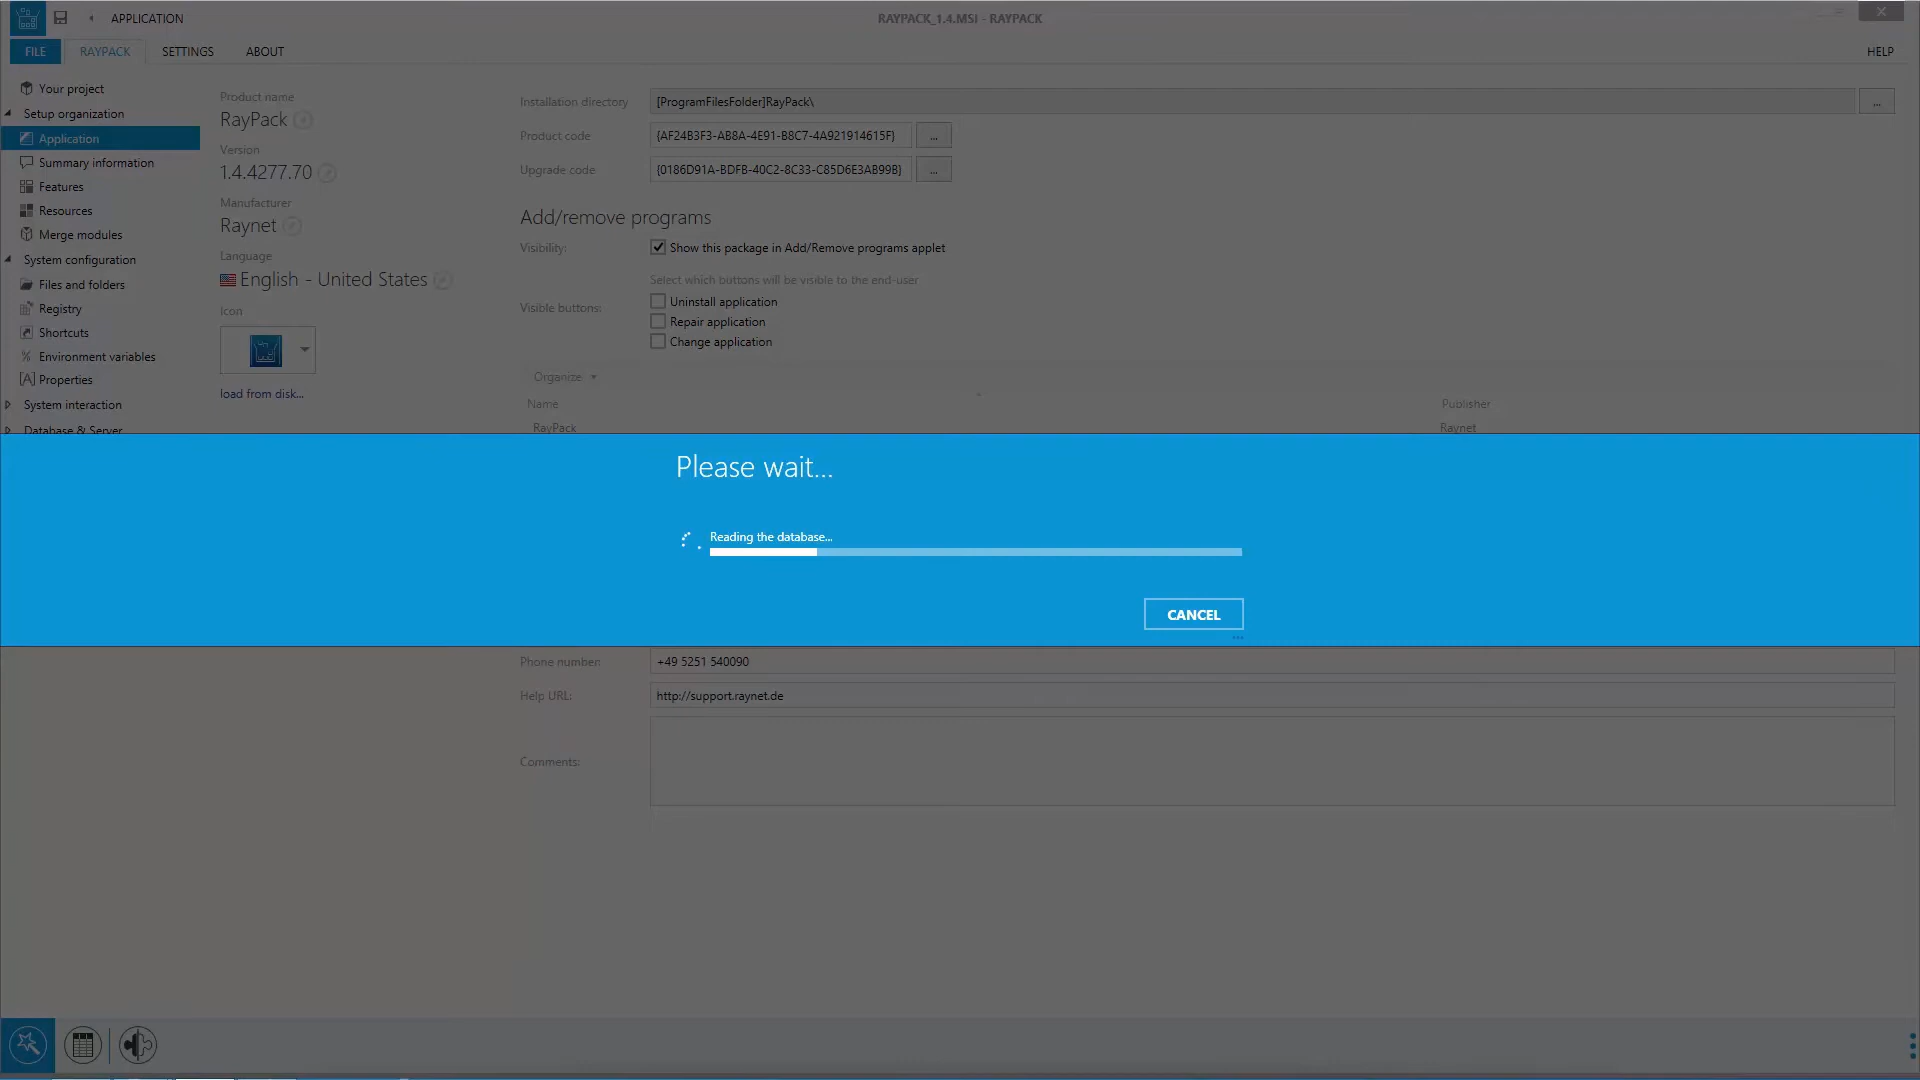 APPLICATION
RAYPACK_1.4.MSI - RAYPACK
FILE
RAYPACK
SETTINGS
ABOUT
HELP
Your project
Setup organization
Application
Summary information
Features
Resources
Merge modules
System configuration
Files and folders
Registry
Shortcuts
Environment variables
[A] Properties
System interaction
Database & Server
Product name
RayPack
Version
1.4.4277.70
Manufacturer
Raynet
Language
English - United States
Icon
load from disk...
Installation directory
[ProgramFilesFolder]RayPack\
...
Product code
{AF24B3F3-AB8A-4E91-B8C7-4A921914615F}
...
Upgrade code
{0186D91A-BDFB-40C2-8C33-C85D6E3AB99B}
...
Add/remove programs
Visibility:
Show this package in Add/Remove programs applet
Select which buttons will be visible to the end-user
Visible buttons:
Uninstall application
Repair application
Change application
Organize
Name
Publisher
RayPack
Raynet
Please wait...
Reading the database...
CANCEL
Phone number:
+49 5251 540090
Help URL:
http://support.raynet.de
Comments: